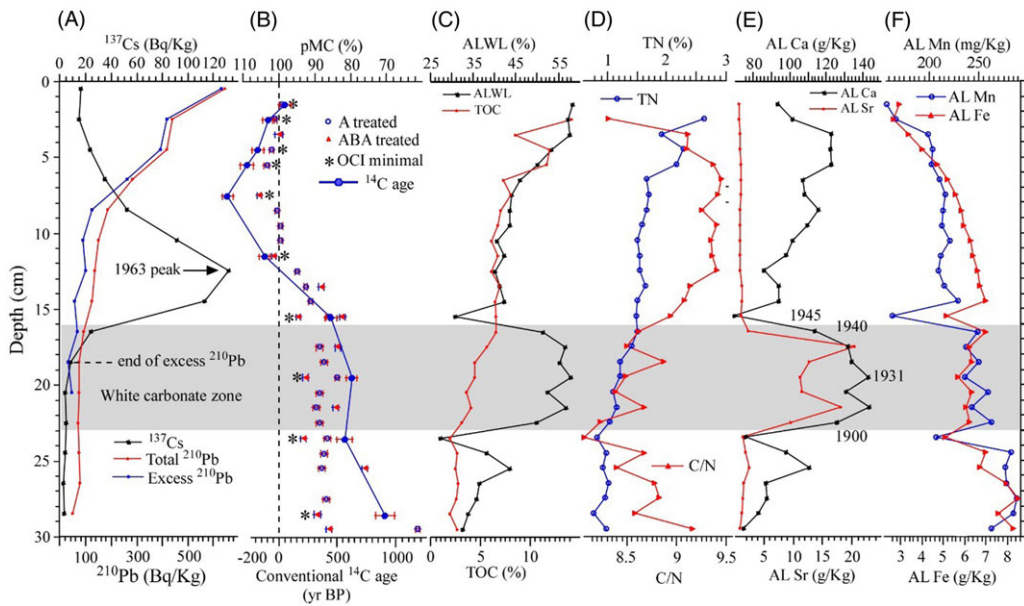 (A) (B) (C) (D) (E) (F)
¹³⁷Cs (Bq/Kg) pMC (%) ALWL (%) TN (%) AL Ca (g/Kg) AL Mn (mg/Kg)
0 20 40 60 80 100 120 110 100 90 80 70 25 35 45 55 1 2 3 80 100 120 140 200 250
0
5
10
15
20
25
30
Depth (cm)
1963 peak
end of excess ²¹⁰Pb
White carbonate zone
¹³⁷Cs
Total ²¹⁰Pb
Excess ²¹⁰Pb
A treated
ABA treated
* OCI minimal
¹⁴C age
ALWL
TOC
TN
C/N
AL Ca
AL Sr
1945
1940
1931
1900
AL Mn
AL Fe
100 200 300 400 500 600 -200 0 500 1000 0 5 10 8.5 9 9.5 5 10 15 20 3 4 5 6 7 8
²¹⁰Pb (Bq/Kg) Conventional ¹⁴C age TOC (%) C/N AL Sr (g/Kg) AL Fe (g/Kg)
(yr BP)